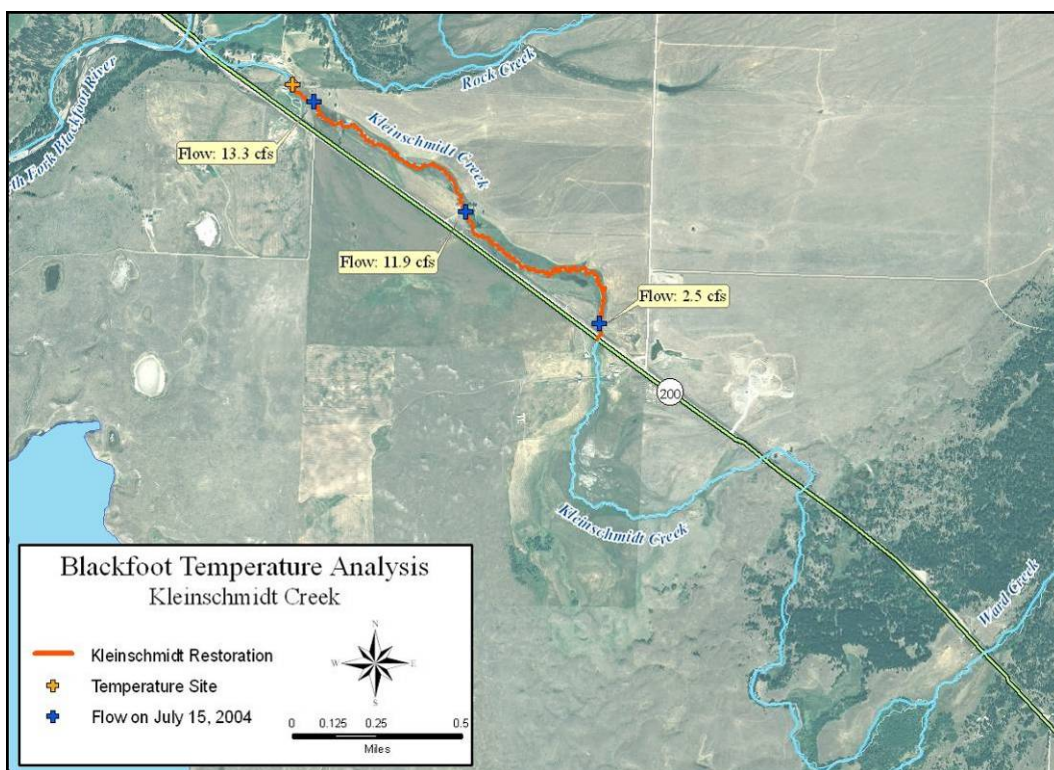 Rock Creek
th Fork Blackfoot River
Kleinschmidt Creek
Flow: 13.3 cfs
Flow: 11.9 cfs
Flow: 2.5 cfs
200
Kleinschmidt Creek
Ward Creek
Blackfoot Temperature Analysis
Kleinschmidt Creek
Kleinschmidt Restoration
Temperature Site
Flow on July 15, 2004
N
W E
S
0 0.125 0.25 0.5
Miles